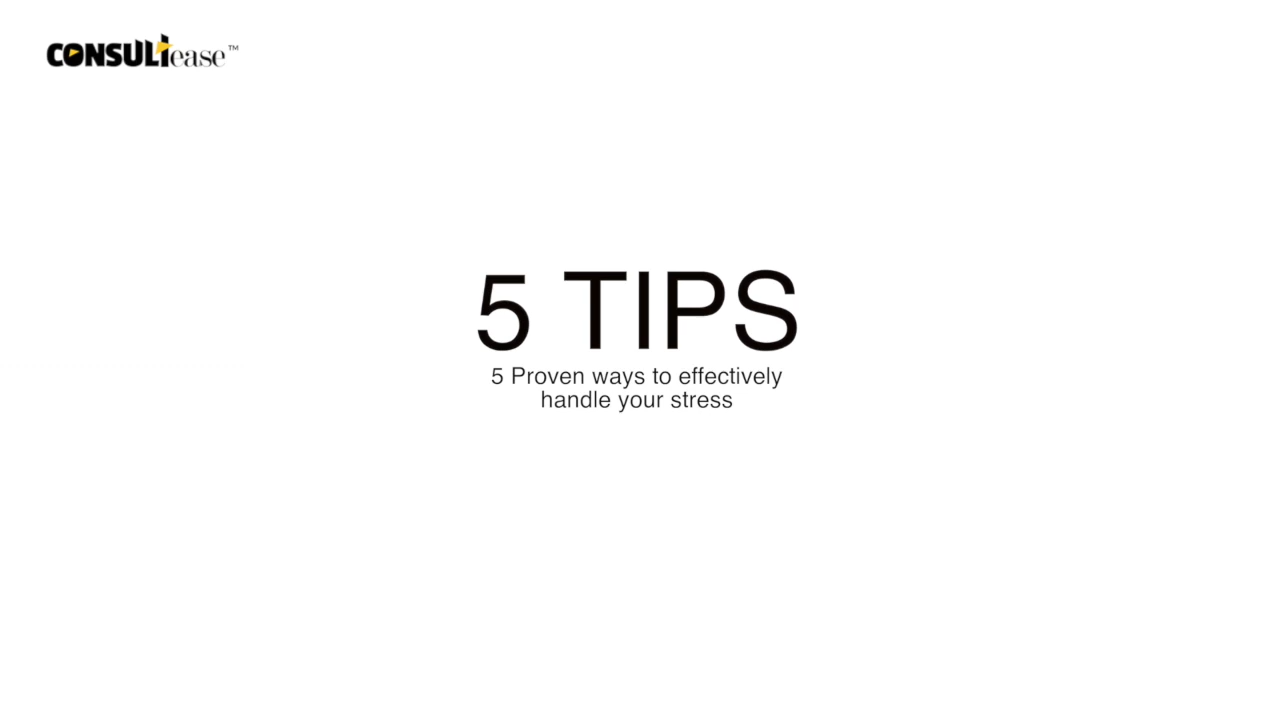 CONSULTease™
5 TIPS
5 Proven ways to effectively
handle your stress